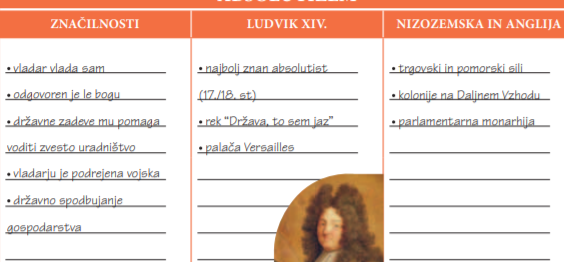 ZNAČILNOSTI
• vladar vlada sam
• odgovoren je le bogu
• državne zadeve mu pomaga
voditi zvesto uradništvo
• vladarju je podrejena vojska
• državno spodbujanje
gospodarstva
LUDVIK XIV.
• najbolj znan absolutist
(17./18. st)
• rek "Država, to sem jaz"
• palača Versailles
NIZOZEMSKA IN ANGLIJA
• trgovski in pomorski sili
• kolonije na Daljnem Vzhodu
• parlamentarna monarhija